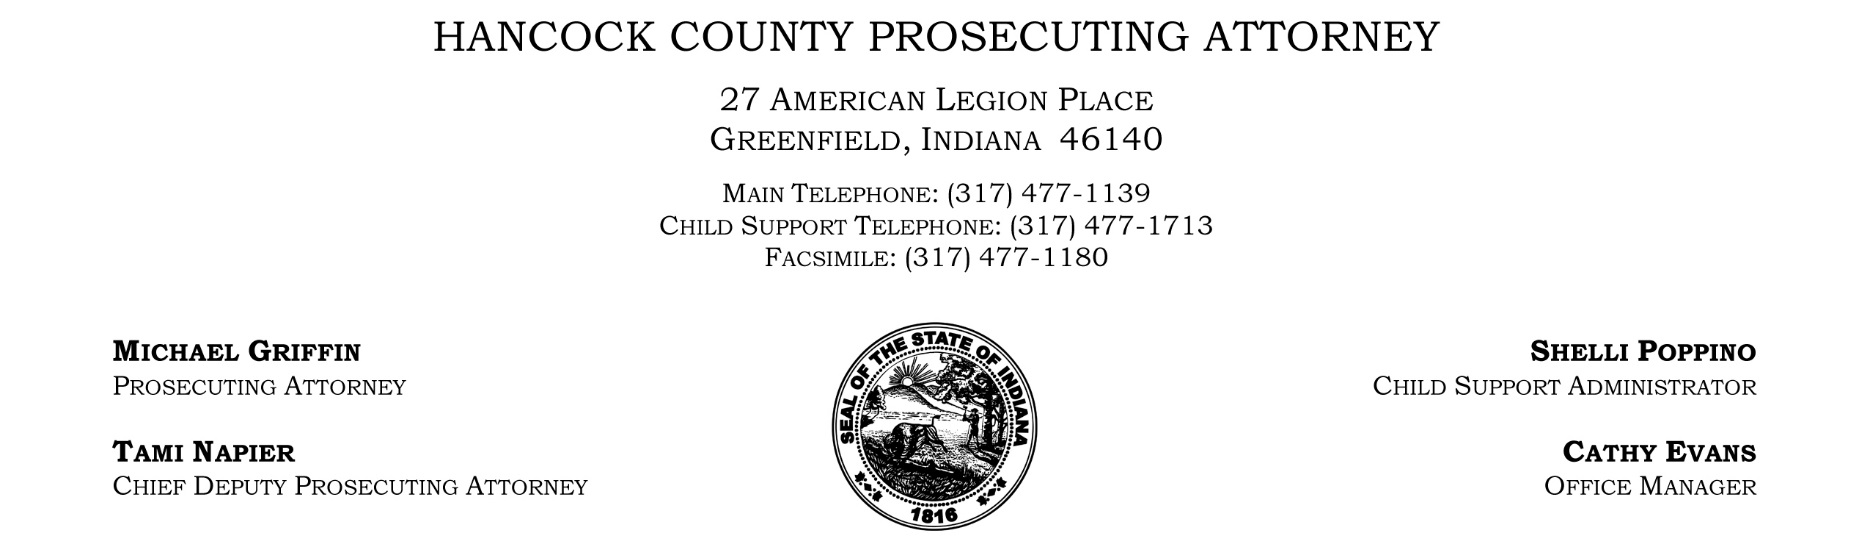 HANCOCK COUNTY PROSECUTING ATTORNEY
27 AMERICAN LEGION PLACE
GREENFIELD, INDIANA 46140
MAIN TELEPHONE: (317) 477-1139
CHILD SUPPORT TELEPHONE: (317) 477-1713
FACSIMILE: (317) 477-1180
MICHAEL GRIFFIN
PROSECUTING ATTORNEY
TAMI NAPIER
CHIEF DEPUTY PROSECUTING ATTORNEY
SEAL OF THE STATE OF INDIANA
1816
SHELLI POPPINO
CHILD SUPPORT ADMINISTRATOR
CATHY EVANS
OFFICE MANAGER